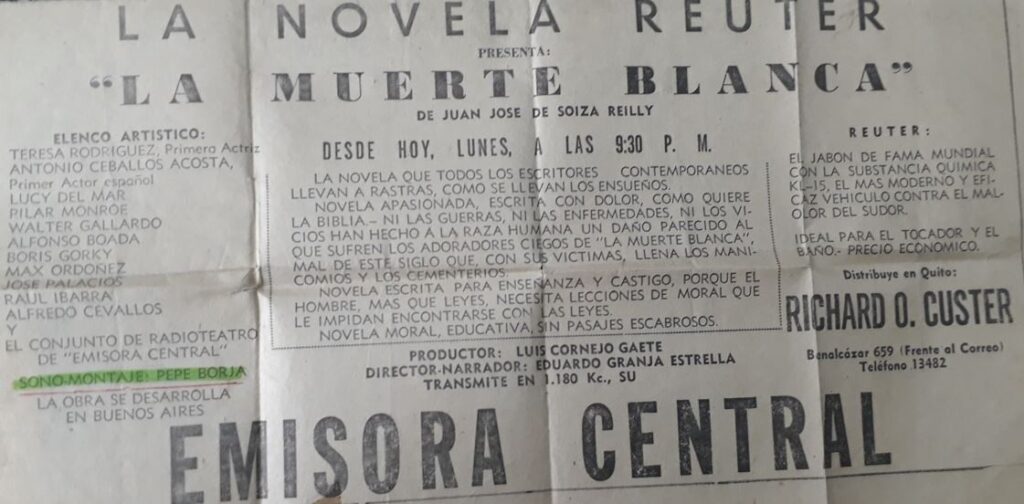 LA NOVELA REUTER
PRESENTA:
"LA MUERTE BLANCA"
DE JUAN JOSE DE SOIZA REILLY
ELENCO ARTISTICO:
TERESA RODRIGUEZ, Primera Actriz
ANTONIO CEBALLOS ACOSTA,
Primer Actor español
LUCY DEL MAR
PILAR MONROE
WALTER GALLARDO
ALFONSO BOADA
BORIS GORKY
MAX ORDOÑEZ
JOSE PALACIOS
RAUL IBARRA
ALFREDO CEVALLOS
Y
EL CONJUNTO DE RADIOTEATRO
DE "EMISORA CENTRAL"
SONO-MONTAJE: PEPE BORJA
LA OBRA SE DESARROLLA
EN BUENOS AIRES
DESDE HOY, LUNES, A LAS 9:30 P. M.
LA NOVELA QUE TODOS LOS ESCRITORES CONTEMPORANEOS
LLEVAN A RASTRAS, COMO SE LLEVAN LOS ENSUEÑOS.
NOVELA APASIONADA, ESCRITA CON DOLOR, COMO QUIERE
LA BIBLIA - NI LAS GUERRAS, NI LAS ENFERMEDADES, NI LOS VI-
CIOS HAN HECHO A LA RAZA HUMANA UN DAÑO PARECIDO AL
QUE SUFREN LOS ADORADORES CIEGOS DE "LA MUERTE BLANCA",
MAL DE ESTE SIGLO QUE, CON SUS VICTIMAS, LLENA LOS MANI-
COMIOS Y LOS CEMENTERIOS.
NOVELA ESCRITA PARA ENSEÑANZA Y CASTIGO, PORQUE EL
HOMBRE, MAS QUE LEYES, NECESITA LECCIONES DE MORAL QUE
LE IMPIDAN ENCONTRARSE CON LAS LEYES.
NOVELA MORAL, EDUCATIVA, SIN PASAJES ESCABROSOS.
PRODUCTOR: LUIS CORNEJO GAETE
DIRECTOR-NARRADOR: EDUARDO GRANJA ESTRELLA
TRANSMITE EN 1.180 Kc., SU
REUTER:
EL JABON DE FAMA MUNDIAL
CON LA SUBSTANCIA QUIMICA
KL-15, EL MAS MODERNO Y EFI-
CAZ VEHICULO CONTRA EL MAL
OLOR DEL SUDOR.
IDEAL PARA EL TOCADOR Y EL
BAÑO.- PRECIO ECONOMICO.
Distribuye en Quito:
RICHARD O. CUSTER
Benalcázar 659 (Frente al Correo)
Teléfono 13482
EMISORA CENTRAL